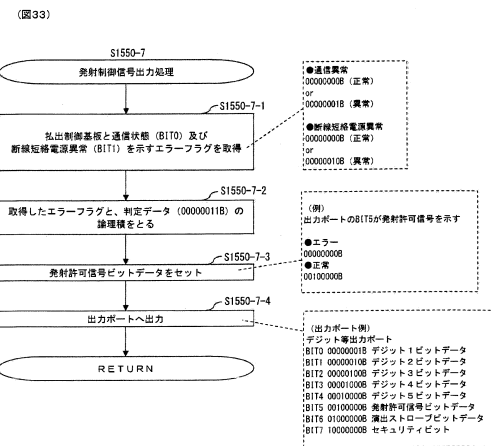 (図33)
S1550-7
発射制御信号出力処理
S1550-7-1
払出制御基板と通信状態(BIT0)及び
断線短絡電源異常(BIT1)を示すエラーフラグを取得
●通信異常
00000000B(正常)
or
00000001B(異常)
●断線短絡電源異常
00000000B(正常)
or
00000010B(異常)
S1550-7-2
取得したエラーフラグと、判定データ(00000011B)の
論理積をとる
(例)
出力ポートのBIT5が発射許可信号を示す
●エラー
00000000B
●正常
00100000B
S1550-7-3
発射許可信号ビットデータをセット
S1550-7-4
出力ポートへ出力
(出力ポート例)
デジット等出力ポート
BIT0 00000001B デジット1ビットデータ
BIT1 00000010B デジット2ビットデータ
BIT2 00000100B デジット3ビットデータ
BIT3 00001000B デジット4ビットデータ
BIT4 00010000B デジット5ビットデータ
BIT5 00100000B 発射許可信号ビットデータ
BIT6 01000000B 演出ストローブビットデータ
BIT7 10000000B セキュリティビット
RETURN